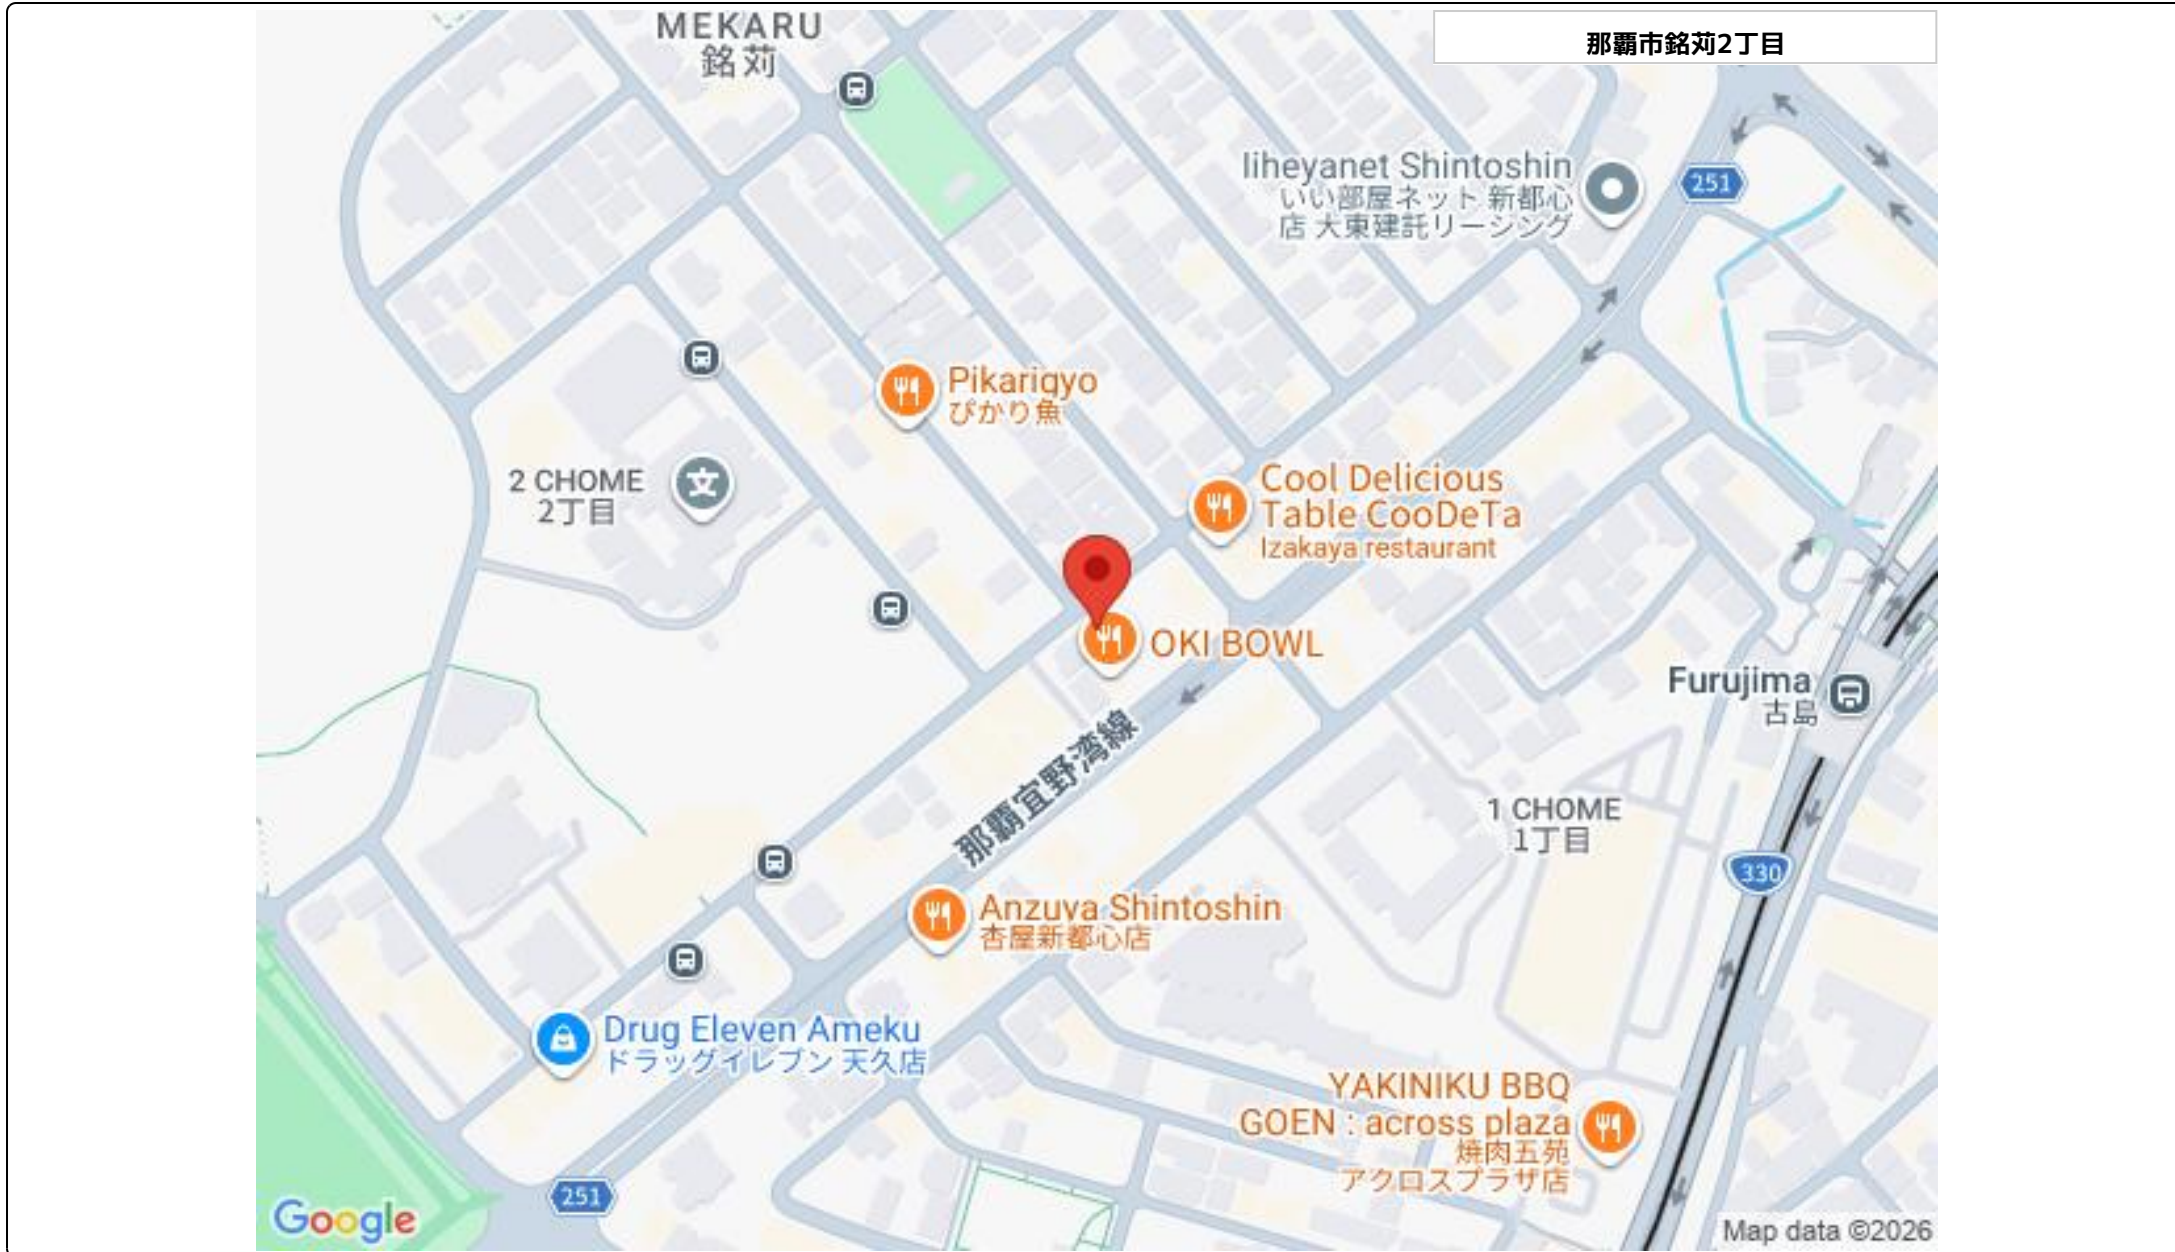 MEKARU
銘苅
那覇市銘苅2丁目
Iiheyanet Shintoshin
いい部屋ネット 新都心
店 大東建託リーシング
251
Pikarigyo
ぴかり魚
2 CHOME
2丁目
文
Cool Delicious
Table CooDeTa
Izakaya restaurant
OKI BOWL
Furujima
古島
那覇宜野湾線
1 CHOME
1丁目
330
Anzuya Shintoshin
杏屋新都心店
Drug Eleven Ameku
ドラッグイレブン 天久店
YAKINIKU BBQ
GOEN : across plaza
焼肉五苑
アクロスプラザ店
251
Google
Map data ©2026